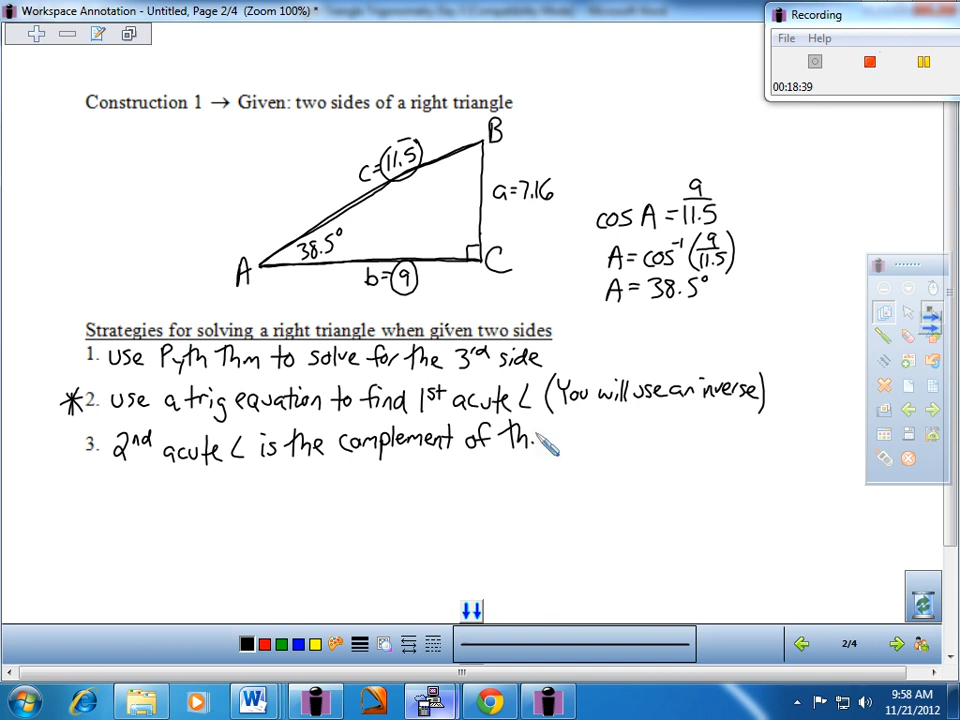 Workspace Annotation - Untitled, Page 2/4 (Zoom 100%) *
Recording
File Help
00:18:39
Construction 1 → Given: two sides of a right triangle
B
c=11.5
a=7.16
38.5°
A
b=9
C
cos A = 9/11.5
A = cos⁻¹(9/11.5)
A = 38.5°
Strategies for solving a right triangle when given two sides
1. Use Pyth Thm to solve for the 3rd side
* 2. Use a trig equation to find 1st acute ∠ (You will use an inverse)
3. 2nd acute ∠ is the complement of th
2/4
9:58 AM
11/21/2012